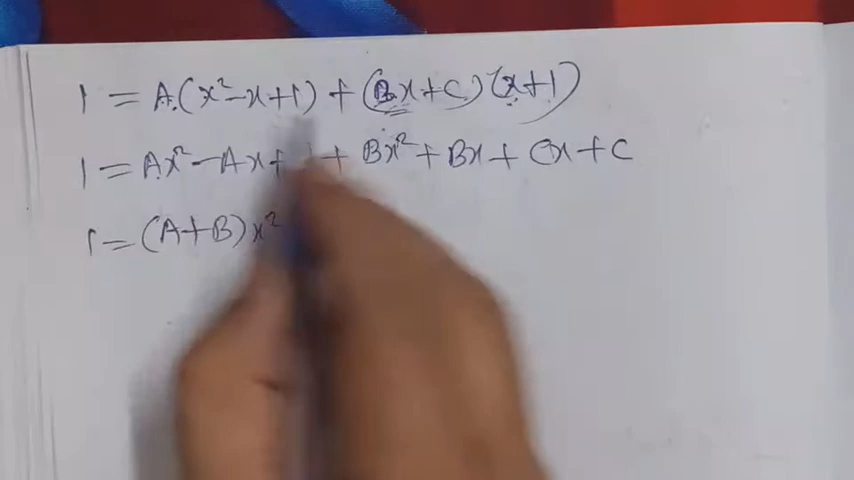 1 = A(x²-x+1) + (Bx+C)(x+1)
1 = Ax² - Ax + + Bx² + Bx + Cx + C
1 = (A+B)x²